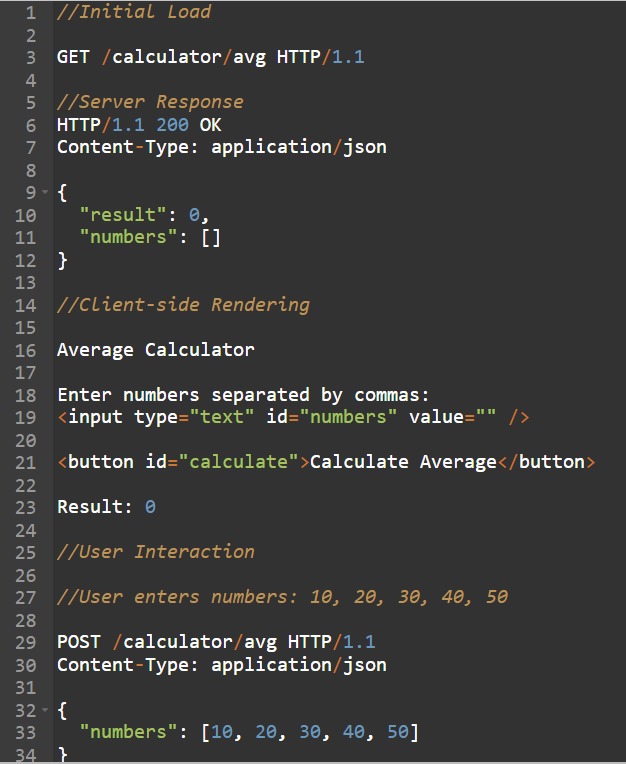 1 //Initial Load
2
3 GET /calculator/avg HTTP/1.1
4
5 //Server Response
6 HTTP/1.1 200 OK
7 Content-Type: application/json
8
9 {
10   "result": 0,
11   "numbers": []
12 }
13
14 //Client-side Rendering
15
16 Average Calculator
17
18 Enter numbers separated by commas:
19 <input type="text" id="numbers" value="" />
20
21 <button id="calculate">Calculate Average</button>
22
23 Result: 0
24
25 //User Interaction
26
27 //User enters numbers: 10, 20, 30, 40, 50
28
29 POST /calculator/avg HTTP/1.1
30 Content-Type: application/json
31
32 {
33   "numbers": [10, 20, 30, 40, 50]
34 }